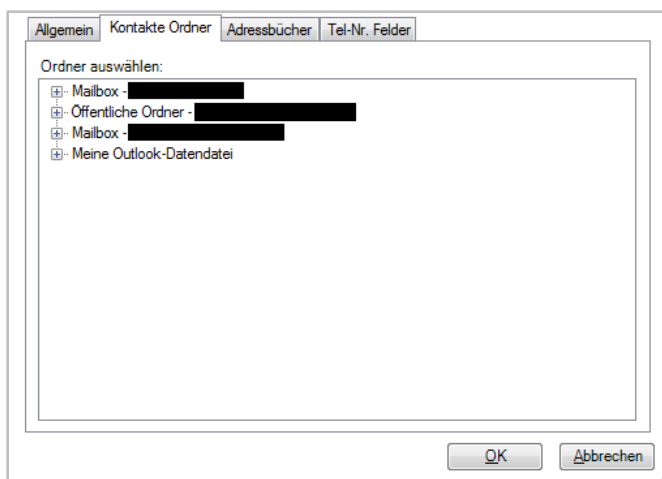 Allgemein Kontakte Ordner Adressbücher Tel-Nr. Felder
Ordner auswählen:
Mailbox -
Öffentliche Ordner -
Mailbox -
Meine Outlook-Datendatei
OK Abbrechen